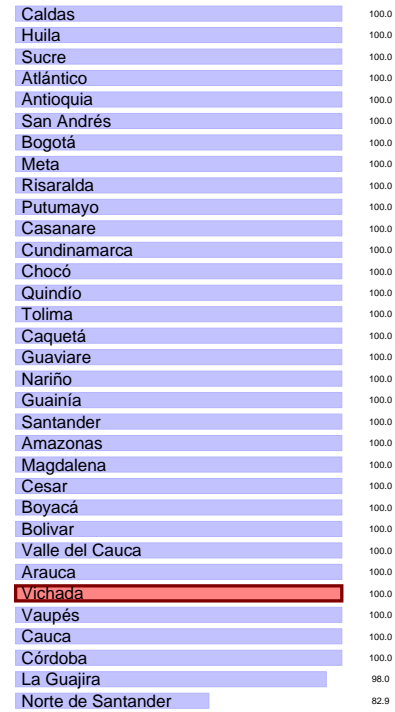 Caldas 100.0
Huila 100.0
Sucre 100.0
Atlántico 100.0
Antioquia 100.0
San Andrés 100.0
Bogotá 100.0
Meta 100.0
Risaralda 100.0
Putumayo 100.0
Casanare 100.0
Cundinamarca 100.0
Chocó 100.0
Quindío 100.0
Tolima 100.0
Caquetá 100.0
Guaviare 100.0
Nariño 100.0
Guainía 100.0
Santander 100.0
Amazonas 100.0
Magdalena 100.0
Cesar 100.0
Boyacá 100.0
Bolivar 100.0
Valle del Cauca 100.0
Arauca 100.0
Vichada 100.0
Vaupés 100.0
Cauca 100.0
Córdoba 100.0
La Guajira 98.0
Norte de Santander 82.9